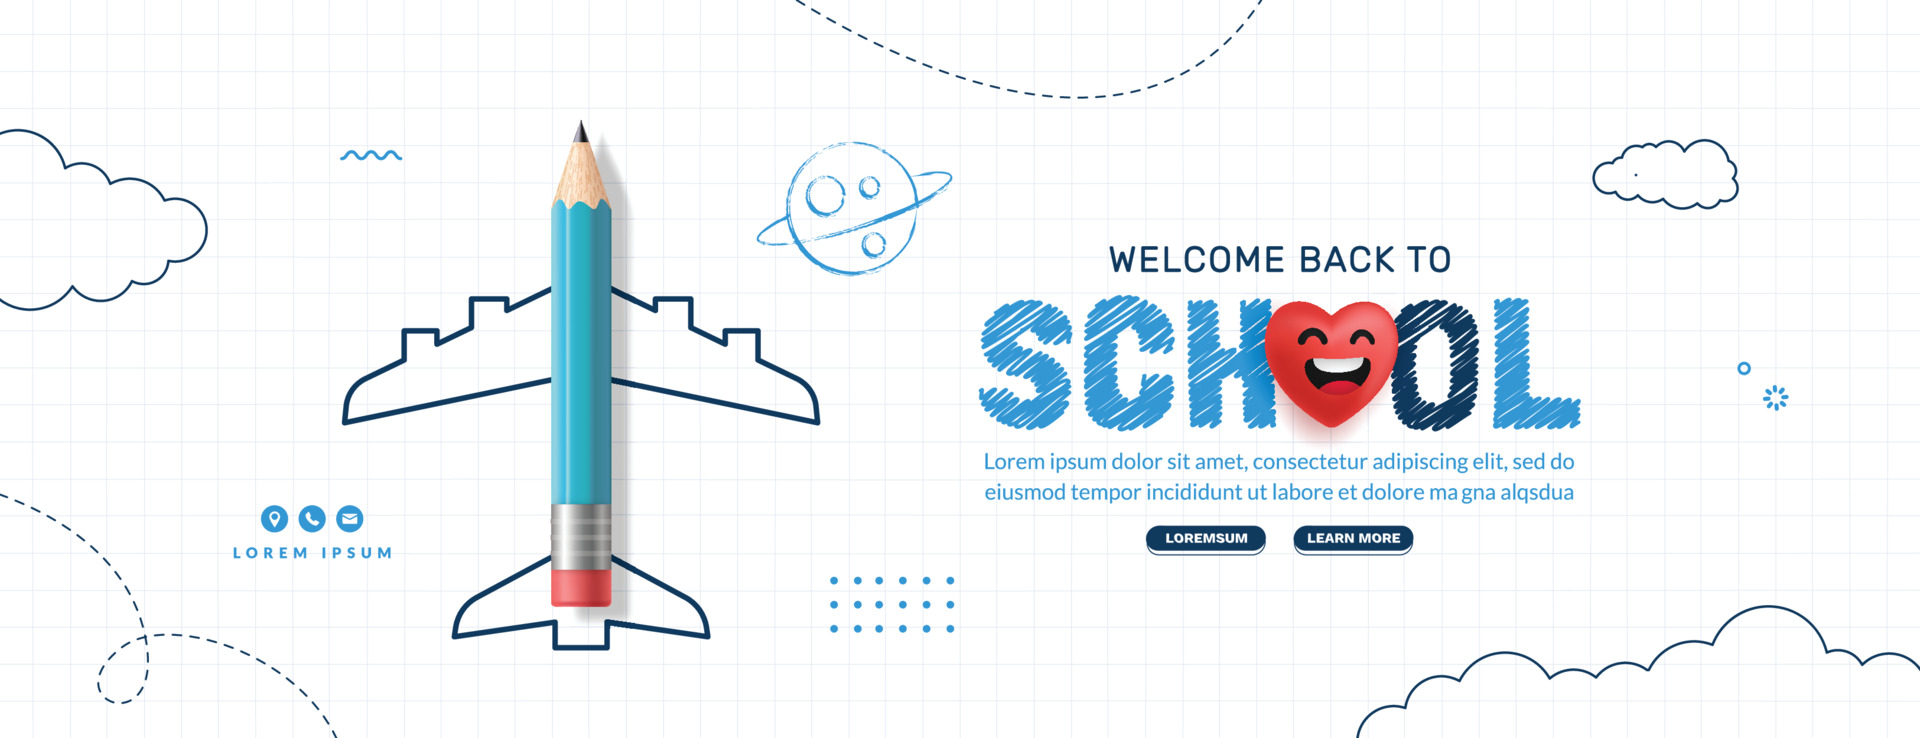 WELCOME BACK TO
SCHOOL
Lorem ipsum dolor sit amet, consectetur adipiscing elit, sed do
eiusmod tempor incididunt ut labore et dolore ma gna alqsdua
LOREMSUM
LEARN MORE
LOREM IPSUM